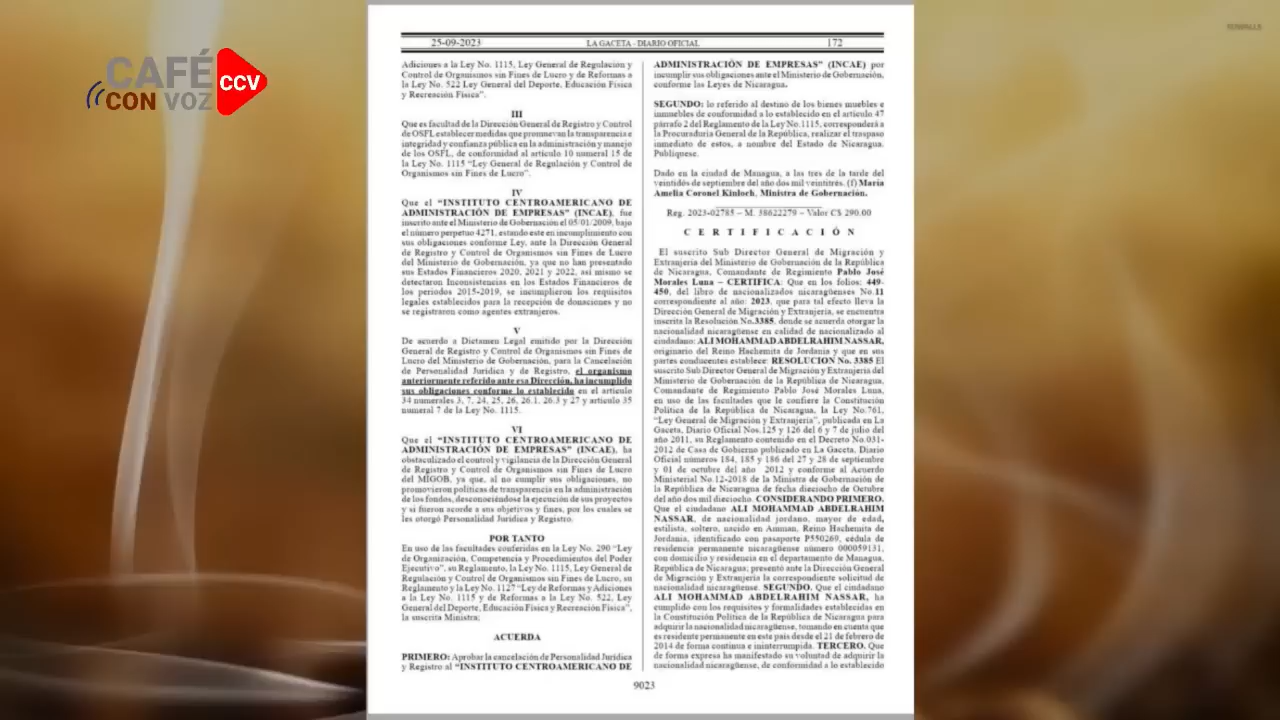 CAFÉ
CON VOZ
CCV
25-09-2023
LA GACETA - DIARIO OFICIAL
172
Adiciones a la Ley No. 1115, Ley General de Regulación y
Control de Organismos sin Fines de Lucro y de Reformas a
la Ley No. 522 Ley General del Deporte, Educación Física
y Recreación Física".
III
Que es facultad de la Dirección General de Registro y Control
de OSFL establecer medidas que promuevan la transparencia e
integridad y confianza pública en la administración y manejo
de los OSFL, de conformidad al artículo 10 numeral 15 de
la Ley No. 1115 "Ley General de Regulación y Control de
Organismos sin Fines de Lucro".
IV
Que el "INSTITUTO CENTROAMERICANO DE
ADMINISTRACIÓN DE EMPRESAS" (INCAE), fue
inscrito ante el Ministerio de Gobernación el 05/01/2009, bajo
el número perpetuo 4271, estando este en incumplimiento con
sus obligaciones conforme Ley, ante la Dirección General
de Registro y Control de Organismos sin Fines de Lucro
del Ministerio de Gobernación, ya que no han presentado
sus Estados Financieros 2020, 2021 y 2022, así mismo se
detectaron Inconsistencias en los Estados Financieros de
los periodos 2015-2019, se incumplieron los requisitos
legales establecidos para la recepción de donaciones y no
se registraron como agentes extranjeros.
V
De acuerdo a Dictamen Legal emitido por la Dirección
General de Registro y Control de Organismos sin Fines de
Lucro del Ministerio de Gobernación, para la Cancelación
de Personalidad Jurídica y de Registro, el organismo
anteriormente referido ante esa Dirección, ha incumplido
sus obligaciones conforme lo establecido en el artículo
34 numerales 3, 7, 24, 25, 26, 26.1, 26.3 y 27 y artículo 35
numeral 7 de la Ley No. 1115.
VI
Que el "INSTITUTO CENTROAMERICANO DE
ADMINISTRACIÓN DE EMPRESAS" (INCAE), ha
obstaculizado el control y vigilancia de la Dirección General
de Registro y Control de Organismos sin Fines de Lucro
del MIGOB, ya que, al no cumplir sus obligaciones, no
promovieron políticas de transparencia en la administración
de los fondos, desconociéndose la ejecución de sus proyectos
y si fueron acorde a sus objetivos y fines, por los cuales se
les otorgó Personalidad Jurídica y Registro.
POR TANTO
En uso de las facultades conferidas en la Ley No. 290 "Ley
de Organización, Competencia y Procedimientos del Poder
Ejecutivo", su Reglamento, la Ley No. 1115, Ley General de
Regulación y Control de Organismos sin Fines de Lucro, su
Reglamento y la Ley No. 1127 "Ley de Reformas y Adiciones
a la Ley No. 1115 y de Reformas a la Ley No. 522, Ley
General del Deporte, Educación Física y Recreación Física",
la suscrita Ministra;
ACUERDA
PRIMERO: Aprobar la cancelación de Personalidad Jurídica
y Registro al "INSTITUTO CENTROAMERICANO DE
ADMINISTRACIÓN DE EMPRESAS" (INCAE) por
incumplir sus obligaciones ante el Ministerio de Gobernación,
conforme las Leyes de Nicaragua.
SEGUNDO: lo referido al destino de los bienes muebles e
inmuebles de conformidad a lo establecido en el artículo 47
párrafo 2 del Reglamento de la Ley No.1115, corresponderá a
la Procuraduría General de la República, realizar el traspaso
inmediato de estos, a nombre del Estado de Nicaragua.
Publíquese.
Dado en la ciudad de Managua, a las tres de la tarde del
veintidós de septiembre del año dos mil veintitrés. (f) María
Amelia Coronel Kinloch, Ministra de Gobernación.
Reg. 2023-02785 – M. 38622279 – Valor C$ 290.00
CERTIFICACIÓN
El suscrito Sub Director General de Migración y
Extranjería del Ministerio de Gobernación de la República
de Nicaragua, Comandante de Regimiento Pablo José
Morales Luna – CERTIFICA: Que en los folios: 449-
450, del libro de nacionalizados nicaragüenses No.11
correspondiente al año: 2023, que para tal efecto lleva la
Dirección General de Migración y Extranjería, se encuentra
inscrita la Resolución No.3385, donde se acuerda otorgar la
nacionalidad nicaragüense en calidad de nacionalizado al
ciudadano: ALI MOHAMMAD ABDELRAHIM NASSAR,
originario del Reino Hachemita de Jordania y que en sus
partes conducentes establece: RESOLUCIÓN No. 3385 El
suscrito Sub Director General de Migración y Extranjería del
Ministerio de Gobernación de la República de Nicaragua,
Comandante de Regimiento Pablo José Morales Luna,
en uso de las facultades que le confiere la Constitución
Política de la República de Nicaragua, la Ley No.761,
"Ley General de Migración y Extranjería", publicada en La
Gaceta, Diario Oficial Nos.125 y 126 del 6 y 7 de julio del
año 2011, su Reglamento contenido en el Decreto No.031-
2012 de Casa de Gobierno publicado en La Gaceta, Diario
Oficial números 184, 185 y 186 del 27 y 28 de septiembre
y 01 de octubre del año 2012 y conforme al Acuerdo
Ministerial No.12-2018 de la Ministra de Gobernación de
la República de Nicaragua de fecha dieciocho de Octubre
del año dos mil dieciocho. CONSIDERANDO PRIMERO.
Que el ciudadano ALI MOHAMMAD ABDELRAHIM
NASSAR, de nacionalidad jordano, mayor de edad,
estilista, soltero, nacido en Amman, Reino Hachemita de
Jordania, identificado con pasaporte P550269, cédula de
residencia permanente nicaragüense número 000059131,
con domicilio y residencia en el departamento de Managua,
República de Nicaragua; presentó ante la Dirección General
de Migración y Extranjería la correspondiente solicitud de
nacionalidad nicaragüense. SEGUNDO. Que el ciudadano
ALI MOHAMMAD ABDELRAHIM NASSAR, ha
cumplido con los requisitos y formalidades establecidas en
la Constitución Política de la República de Nicaragua para
adquirir la nacionalidad nicaragüense, tomando en cuenta que
es residente permanente en este país desde el 21 de febrero de
2014 de forma continua e ininterrumpida. TERCERO. Que
de forma expresa ha manifestado su voluntad de adquirir la
nacionalidad nicaragüense, de conformidad a lo establecido
9023